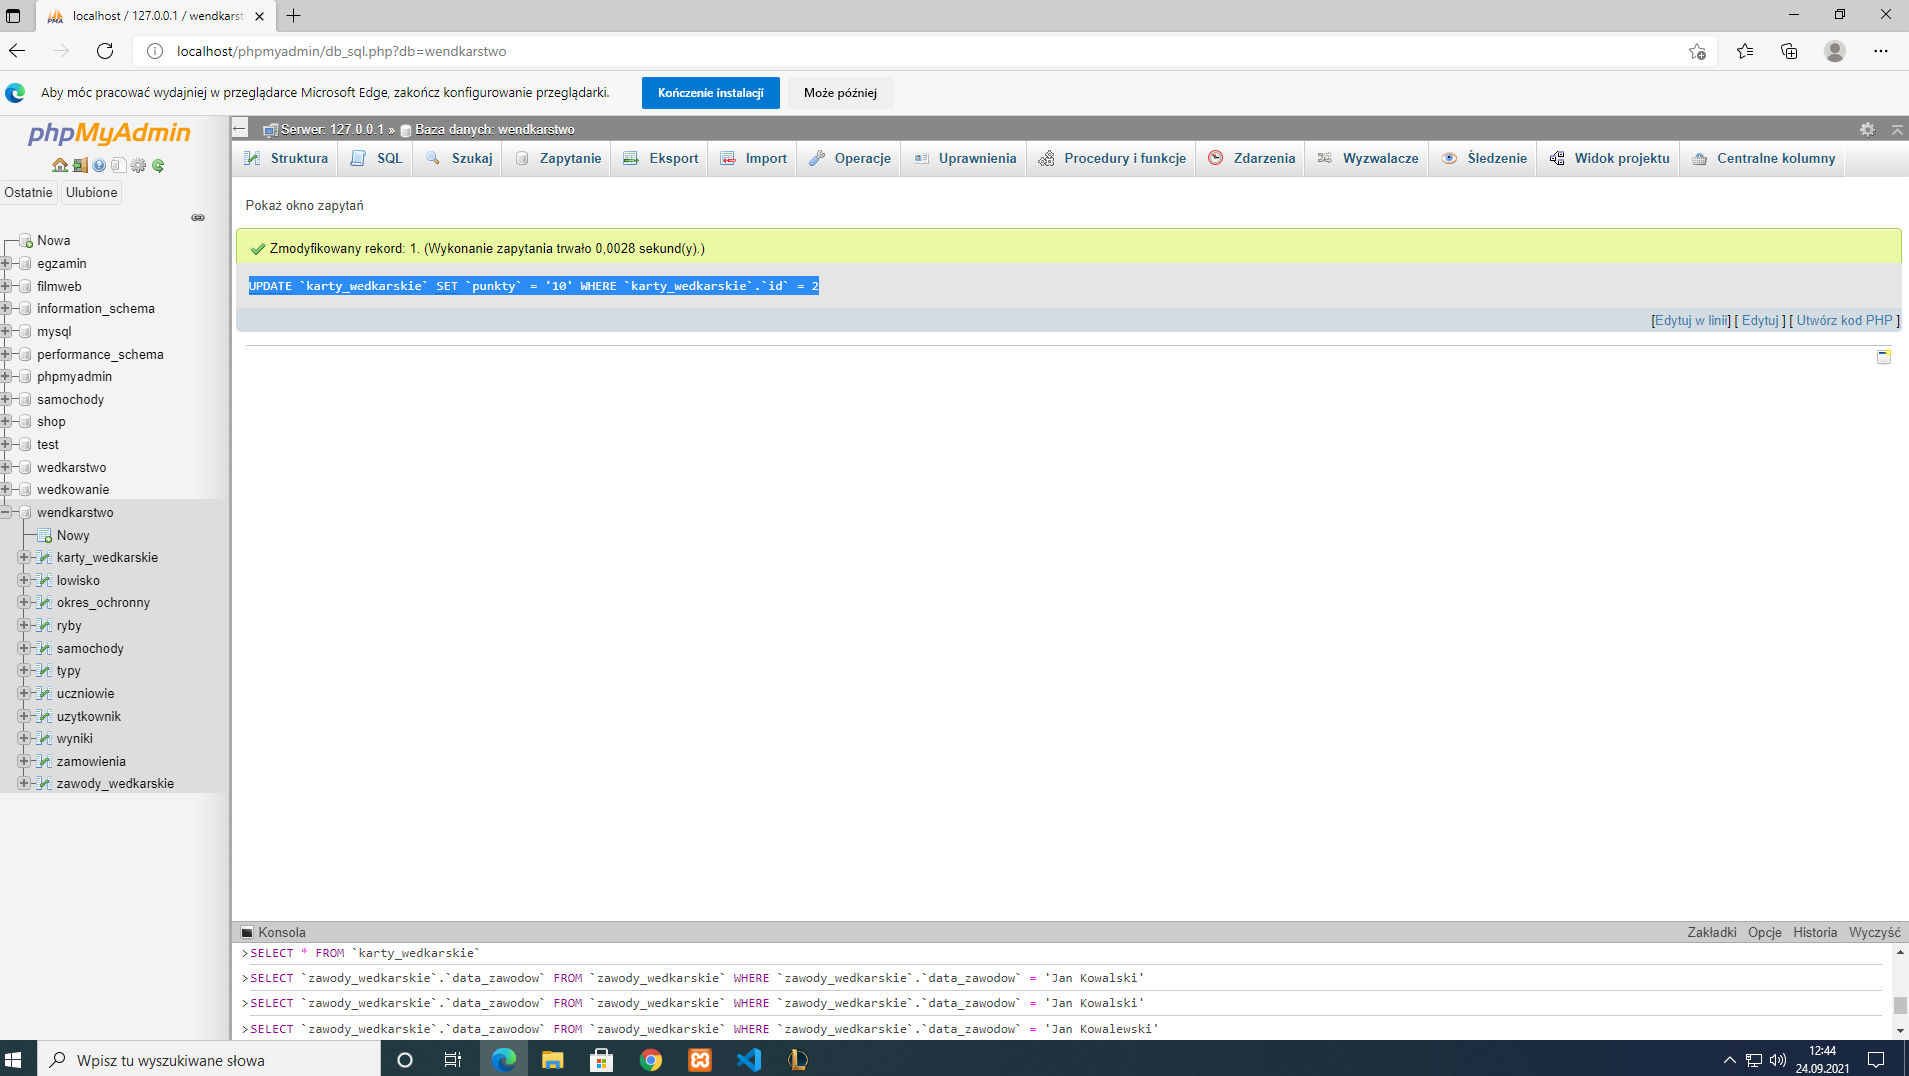 localhost / 127.0.0.1 / wendkarst
localhost/phpmyadmin/db_sql.php?db=wendkarstwo
Aby móc pracować wydajniej w przeglądarce Microsoft Edge, zakończ konfigurowanie przeglądarki.
Kończenie instalacji
Może później
phpMyAdmin
Ostatnie
Ulubione
Nowa
egzamin
filmweb
information_schema
mysql
performance_schema
phpmyadmin
samochody
shop
test
wedkarstwo
wedkowanie
wendkarstwo
Nowy
karty_wedkarskie
lowisko
okres_ochronny
ryby
samochody
typy
uczniowie
uzytkownik
wyniki
zamowienia
zawody_wedkarskie
Serwer: 127.0.0.1 » Baza danych: wendkarstwo
Struktura
SQL
Szukaj
Zapytanie
Eksport
Import
Operacje
Uprawnienia
Procedury i funkcje
Zdarzenia
Wyzwalacze
Śledzenie
Widok projektu
Centralne kolumny
Pokaż okno zapytań
Zmodyfikowany rekord: 1. (Wykonanie zapytania trwało 0,0028 sekund(y).)
UPDATE `karty_wedkarskie` SET `punkty` = '10' WHERE `karty_wedkarskie`.`id` = 2
[Edytuj w linii] [ Edytuj ] [ Utwórz kod PHP ]
Konsola
Zakładki
Opcje
Historia
Wyczyść
>SELECT * FROM `karty_wedkarskie`
>SELECT `zawody_wedkarskie`.`data_zawodow` FROM `zawody_wedkarskie` WHERE `zawody_wedkarskie`.`data_zawodow` = 'Jan Kowalski'
>SELECT `zawody_wedkarskie`.`data_zawodow` FROM `zawody_wedkarskie` WHERE `zawody_wedkarskie`.`data_zawodow` = 'Jan Kowalski'
>SELECT `zawody_wedkarskie`.`data_zawodow` FROM `zawody_wedkarskie` WHERE `zawody_wedkarskie`.`data_zawodow` = 'Jan Kowalewski'
Wpisz tu wyszukiwane słowa
12:44
24.09.2021